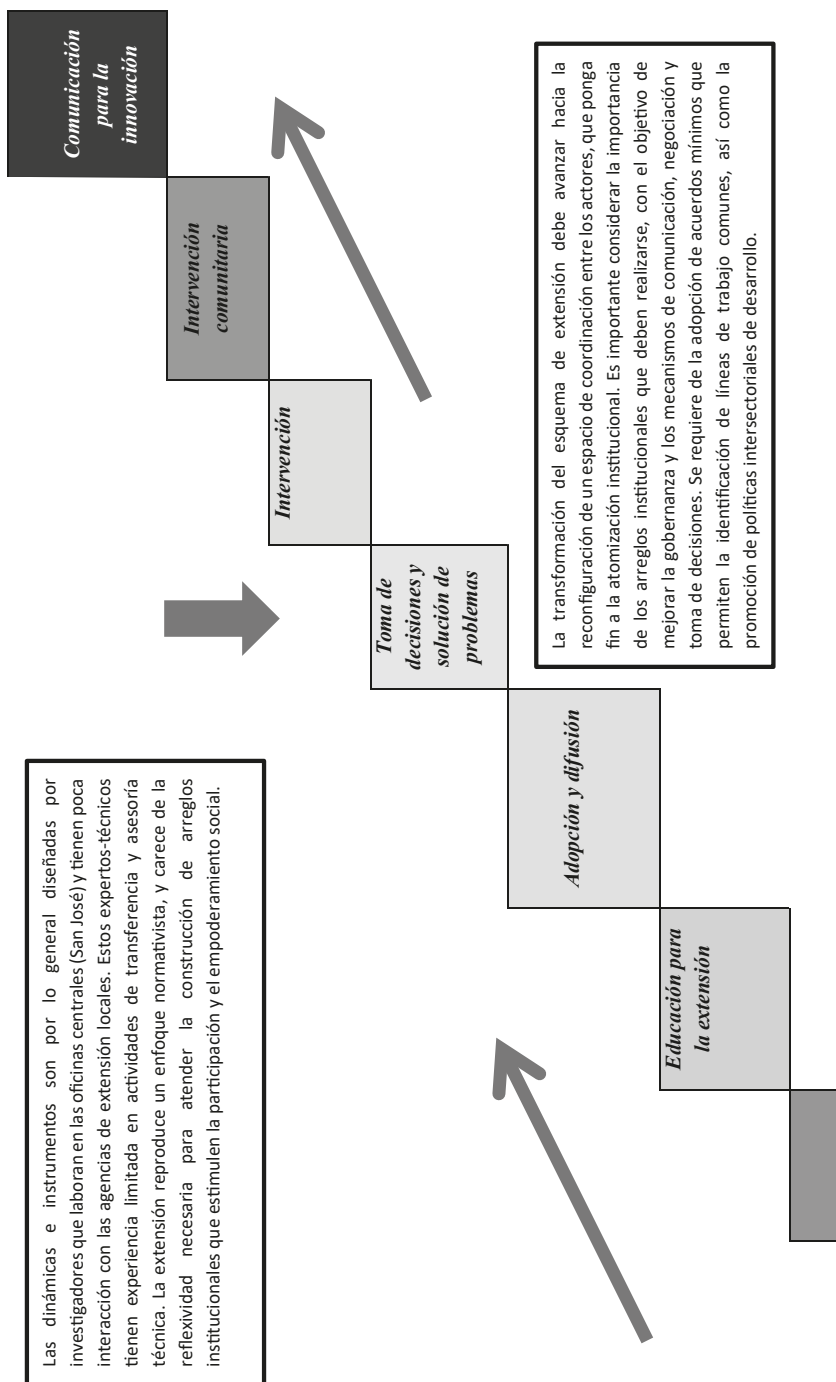 Las dinámicas e instrumentos son por lo general diseñadas por
investigadores que laboran en las oficinas centrales (San José) y tienen poca
interacción con las agencias de extensión locales. Estos expertos-técnicos
tienen experiencia limitada en actividades de transferencia y asesoría
técnica. La extensión reproduce un enfoque normativista, y carece de la
reflexividad necesaria para atender la construcción de arreglos
institucionales que estimulen la participación y el empoderamiento social.
Comunicación
para la
innovación
Intervención
comunitaria
Intervención
Toma de
decisiones y
solución de
problemas
Adopción y difusión
Educación para
la extensión
La transformación del esquema de extensión debe avanzar hacia la
reconfiguración de un espacio de coordinación entre los actores, que ponga
fin a la atomización institucional. Es importante considerar la importancia
de los arreglos institucionales que deben realizarse, con el objetivo de
mejorar la gobernanza y los mecanismos de comunicación, negociación y
toma de decisiones. Se requiere de la adopción de acuerdos mínimos que
permiten la identificación de líneas de trabajo comunes, así como la
promoción de políticas intersectoriales de desarrollo.